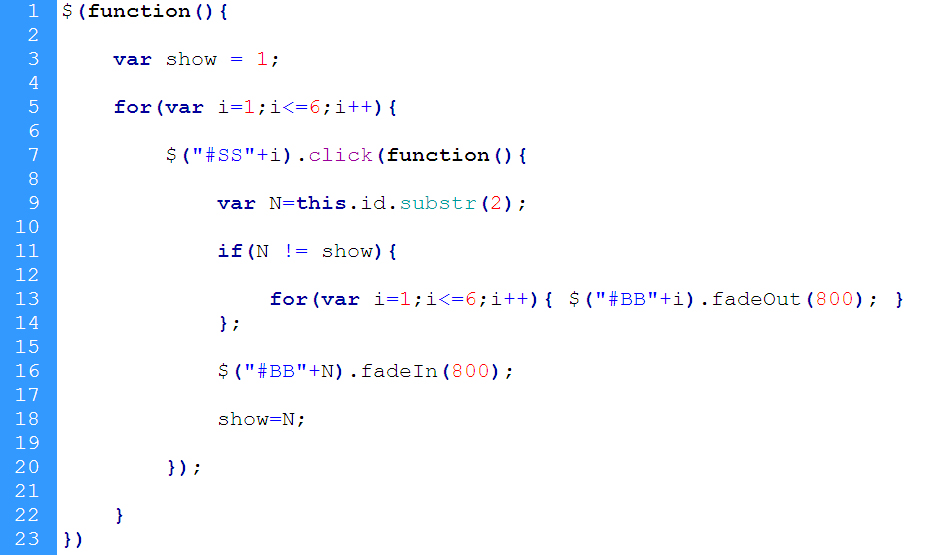 1 $(function(){
2
3 var show = 1;
4
5 for(var i=1;i<=6;i++){
6
7 $("#SS"+i).click(function(){
8
9 var N=this.id.substr(2);
10
11 if(N != show){
12
13 for(var i=1;i<=6;i++){ $("#BB"+i).fadeOut(800); }
14 };
15
16 $("#BB"+N).fadeIn(800);
17
18 show=N;
19
20 });
21
22 }
23 })